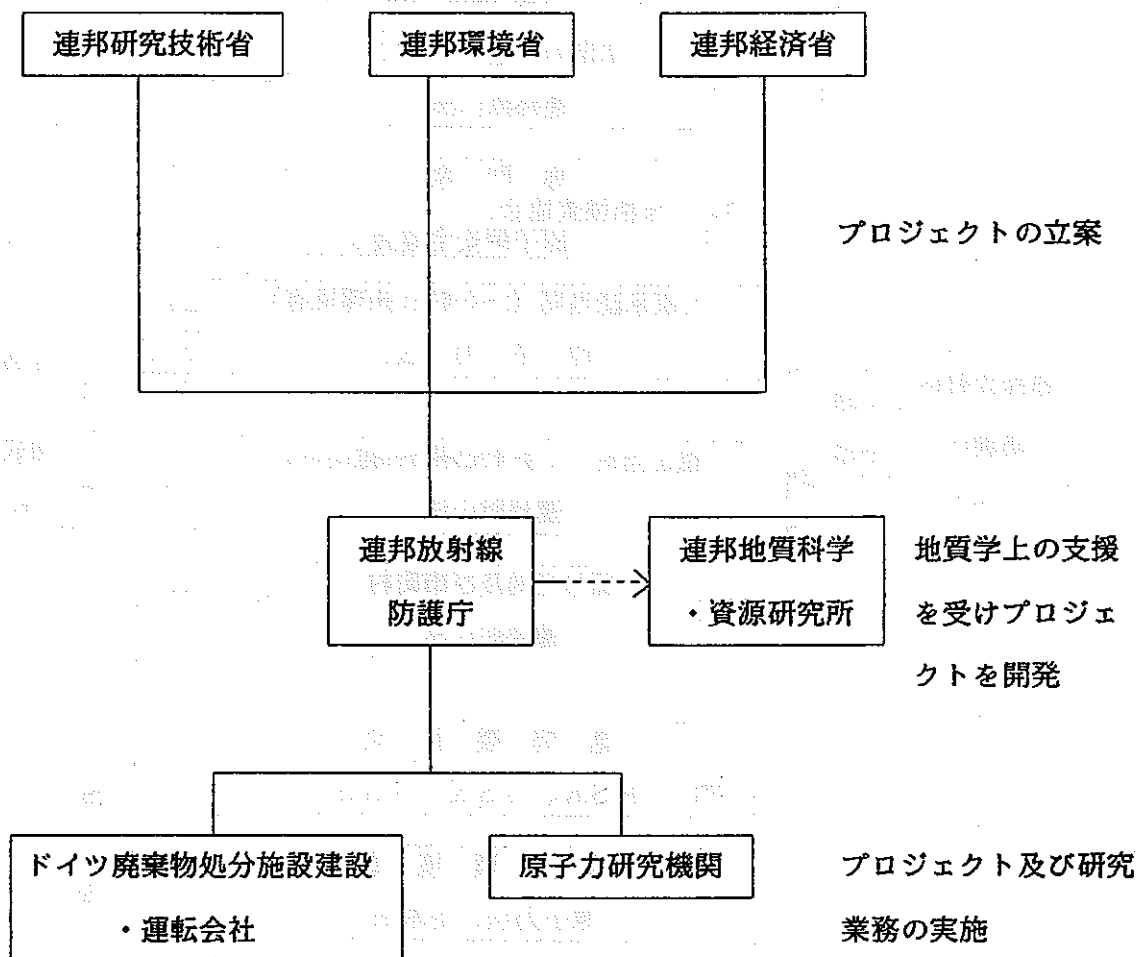 連邦研究技術省
連邦環境省
連邦経済省
プロジェクトの立案
連邦放射線
防護庁
連邦地質科学
・資源研究所
地質学上の支援
を受けプロジェ
クトを開発
ドイツ廃棄物処分施設建設
・運転会社
原子力研究機関
プロジェクト及び研究
業務の実施